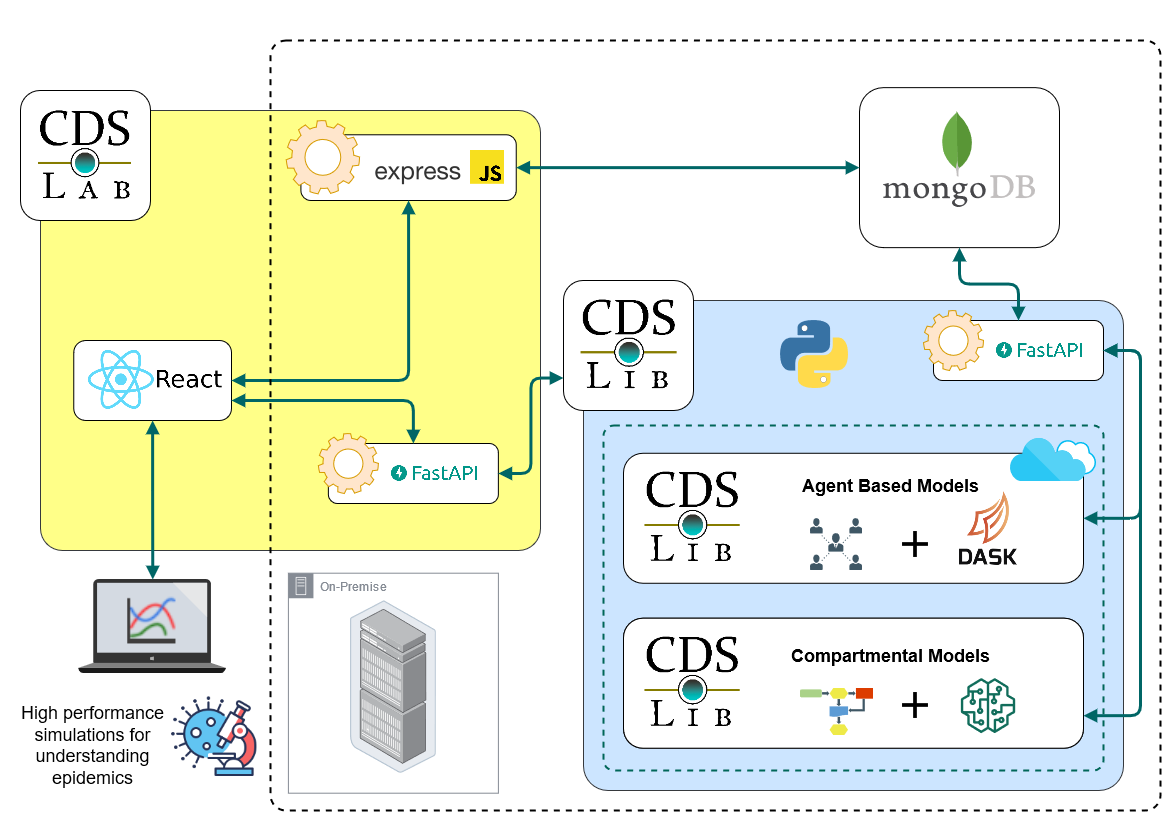 CDS
LAB
express
JS
mongoDB
CDS
LIB
FastAPI
React
FastAPI
CDS
LIB
Agent Based Models
+
DASK
On-Premise
CDS
LIB
Compartmental Models
+
High performance
simulations for
understanding
epidemics